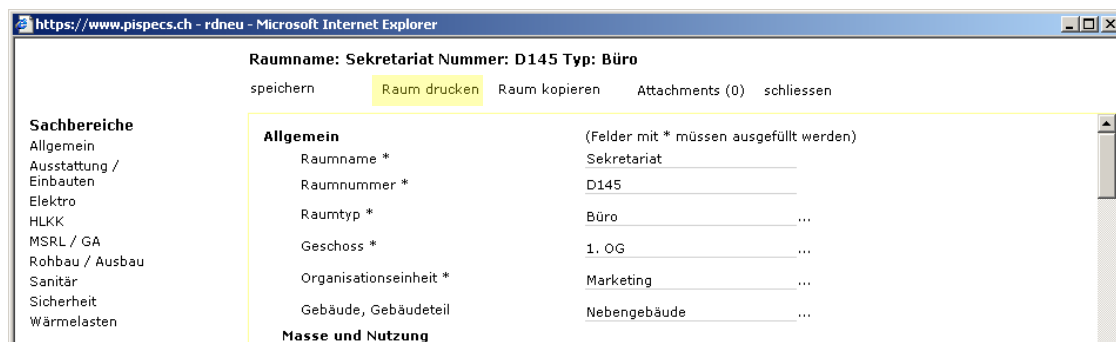 https://www.pispecs.ch - rdneu - Microsoft Internet Explorer
Raumname: Sekretariat Nummer: D145 Typ: Büro
speichern Raum drucken Raum kopieren Attachments (0) schliessen
Sachbereiche
Allgemein
Ausstattung /
Einbauten
Elektro
HLKK
MSRL / GA
Rohbau / Ausbau
Sanitär
Sicherheit
Wärmelasten
Allgemein (Felder mit * müssen ausgefüllt werden)
Raumname * Sekretariat
Raumnummer * D145
Raumtyp * Büro ...
Geschoss * 1. OG ...
Organisationseinheit * Marketing ...
Gebäude, Gebäudeteil Nebengebäude ...
Masse und Nutzung